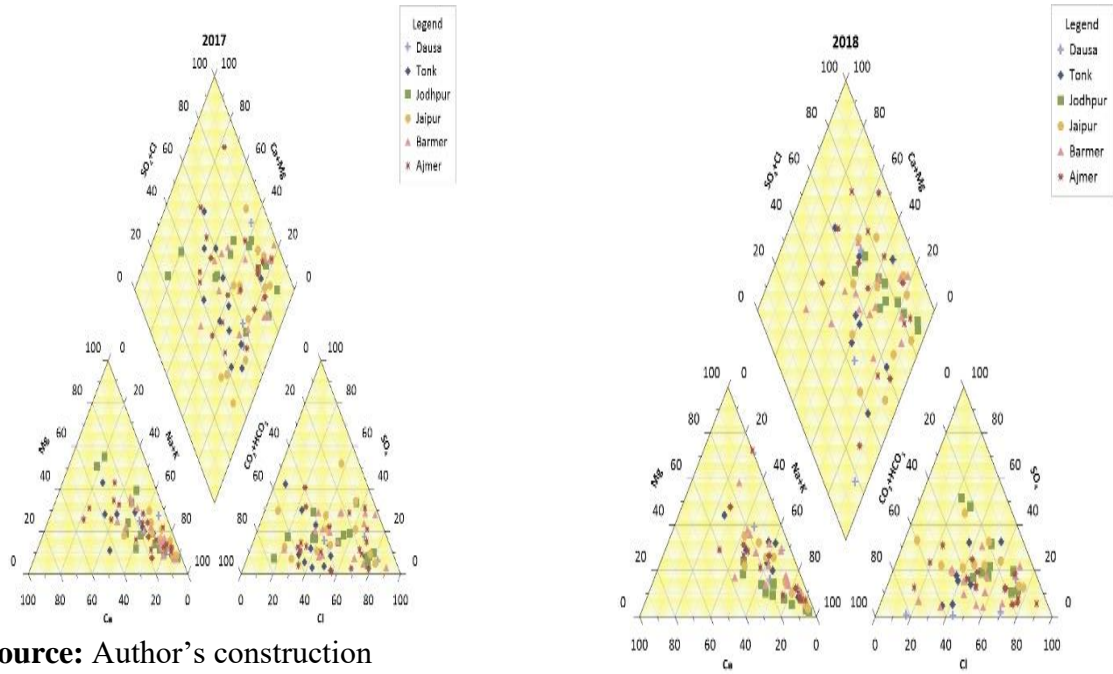 2017
Legend
Dausa
Tonk
Jodhpur
Jaipur
Barmer
Ajmer
100 100
80 80
SO₄+Cl 60 60 Ca+Mg
40 40
20 20
0 0
100 0 0 100
80 20 20 80
Mg 60 40 Na+K CO₃+HCO₃ 40 60 SO₄
40 60 60 40
20 80 80 20
0 100 100 0
100 80 60 40 20 0 0 20 40 60 80 100
Ca Cl
ource: Author's construction
2018
Legend
Dausa
Tonk
Jodhpur
Jaipur
Barmer
Ajmer
100 100
80 80
SO₄+Cl 60 60 Ca+Mg
40 40
20 20
0 0
100 0 0 100
80 20 20 80
Mg 60 40 Na+K CO₃+HCO₃ 60 SO₄
40 60 60 40
20 80 80 20
0 100 100 0
100 80 60 40 20 0 0 20 40 60 80 100
Ca Cl